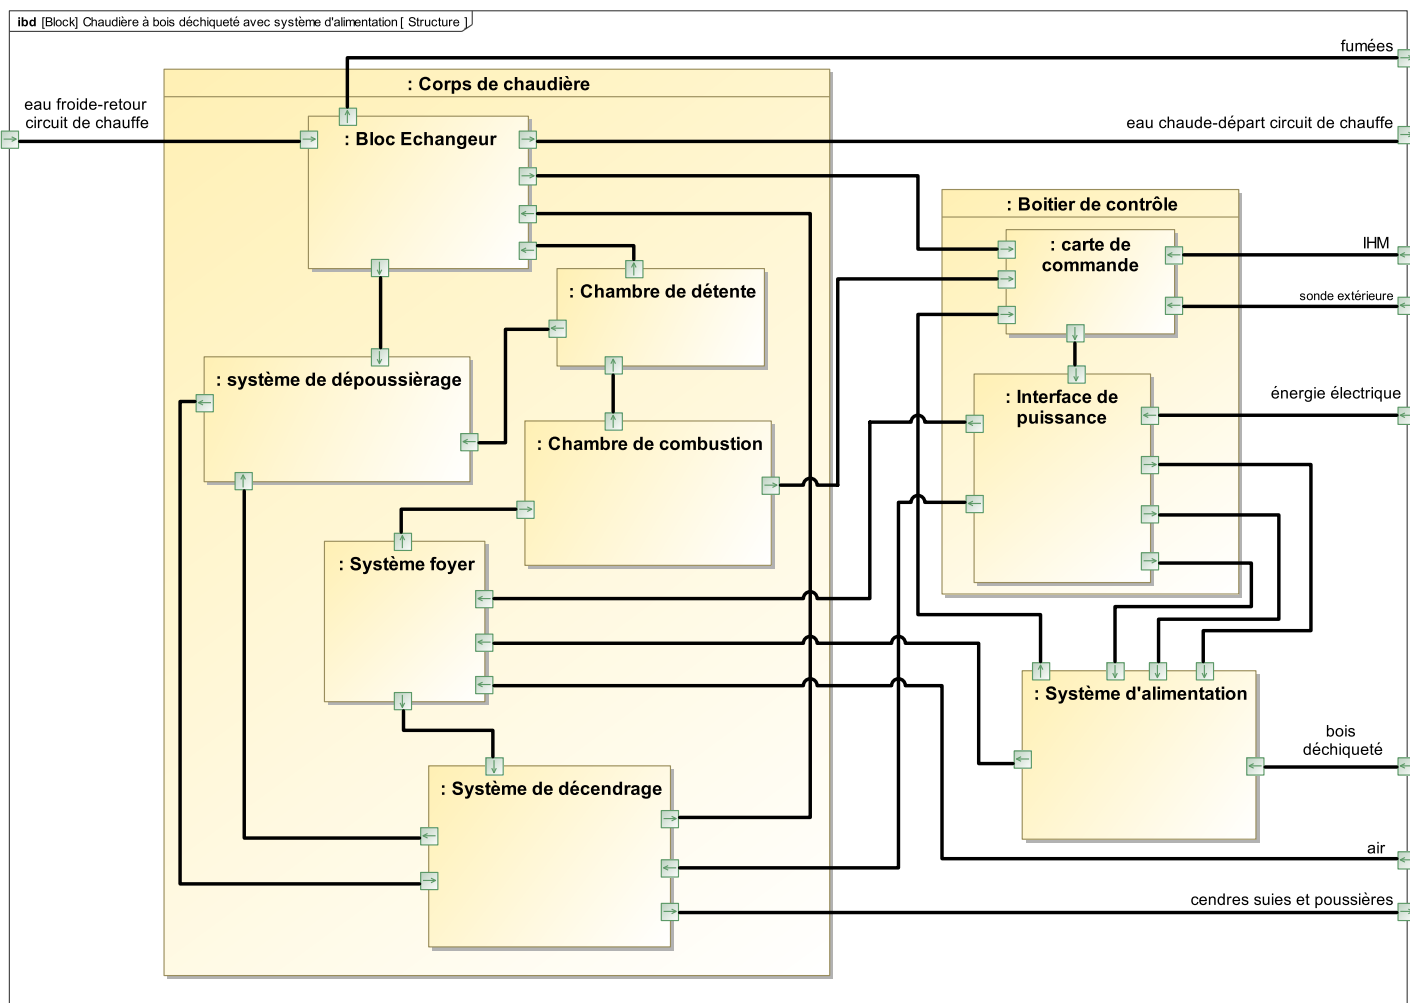 ibd [Block] Chaudière à bois déchiqueté avec système d'alimentation [ Structure ]
fumées
: Corps de chaudière
eau froide-retour
circuit de chauffe
eau chaude-départ circuit de chauffe
: Bloc Echangeur
: Boitier de contrôle
: carte de
commande
IHM
: Chambre de détente
sonde extérieure
: système de dépoussièrage
: Interface de
puissance
énergie électrique
: Chambre de combustion
: Système foyer
: Système d'alimentation
bois
déchiqueté
: Système de décendrage
air
cendres suies et poussières